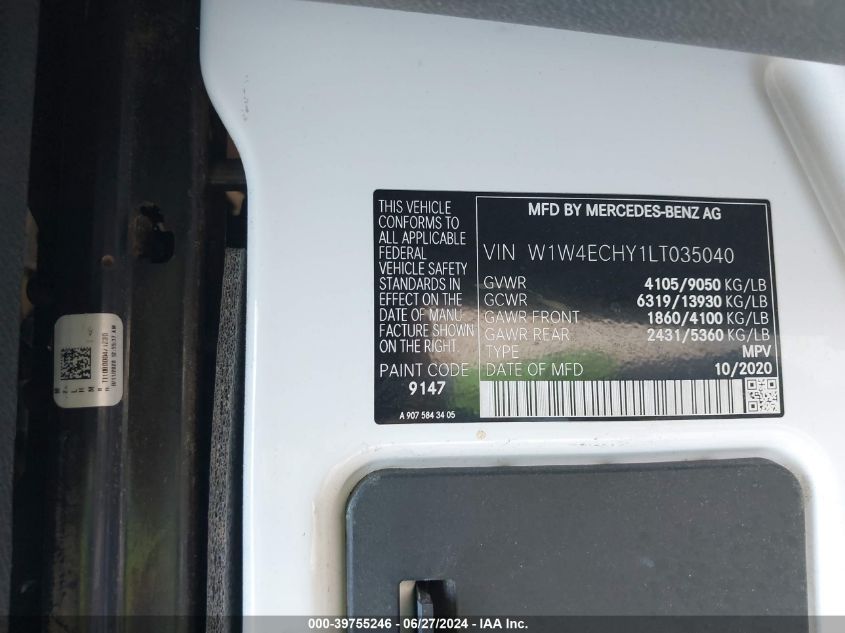 THIS VEHICLE
CONFORMS TO
ALL APPLICABLE
FEDERAL
VEHICLE SAFETY
STANDARDS IN
EFFECT ON THE
DATE OF MANU
FACTURE SHOWN
ON THE RIGHT.
PAINT CODE
9147
A 907 584 34 05
MFD BY MERCEDES-BENZ AG
VIN W1W4ECHY1LT035040
GVWR 4105/9050 KG/LB
GCWR 6319/13930 KG/LB
GAWR FRONT 1860/4100 KG/LB
GAWR REAR 2431/5360 KG/LB
TYPE MPV
DATE OF MFD 10/2020
000-39755246 - 06/27/2024 - IAA Inc.